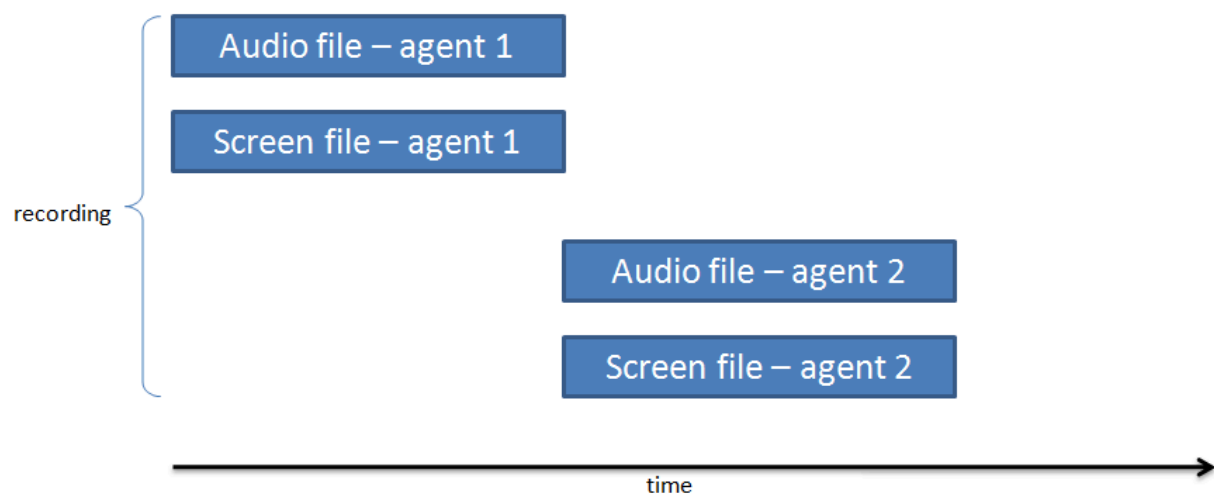 Audio file – agent 1
Screen file – agent 1
recording
Audio file – agent 2
Screen file – agent 2
time